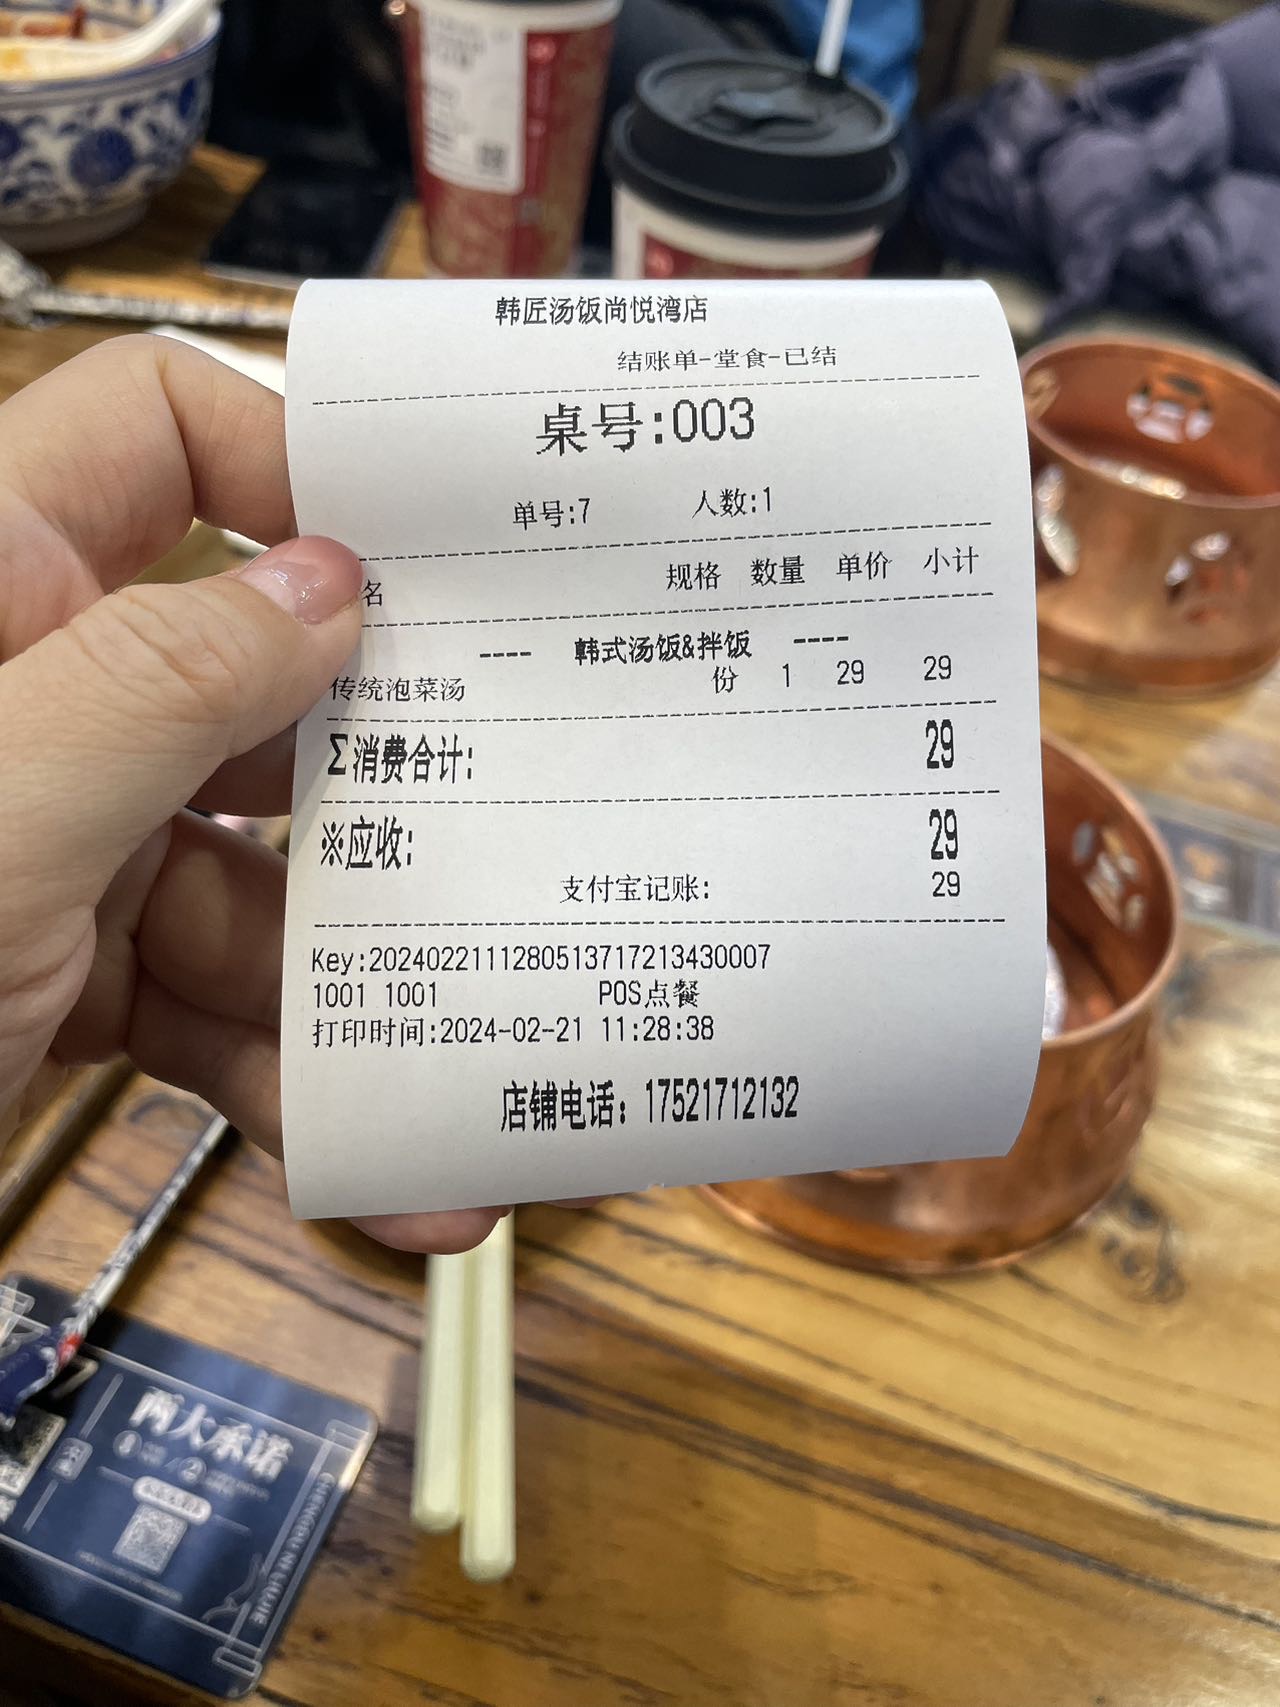 韩匠汤饭尚悦湾店
结账单-堂食-已结
桌号:003
单号:7 人数:1
名 规格 数量 单价 小计
---- 韩式汤饭&拌饭 ----
传统泡菜汤 份 1 29 29
Σ消费合计: 29
※应收: 29
支付宝记账: 29
Key:2024022111280513717213430007
1001 1001 POS点餐
打印时间:2024-02-21 11:28:38
店铺电话：17521712132
两大承诺